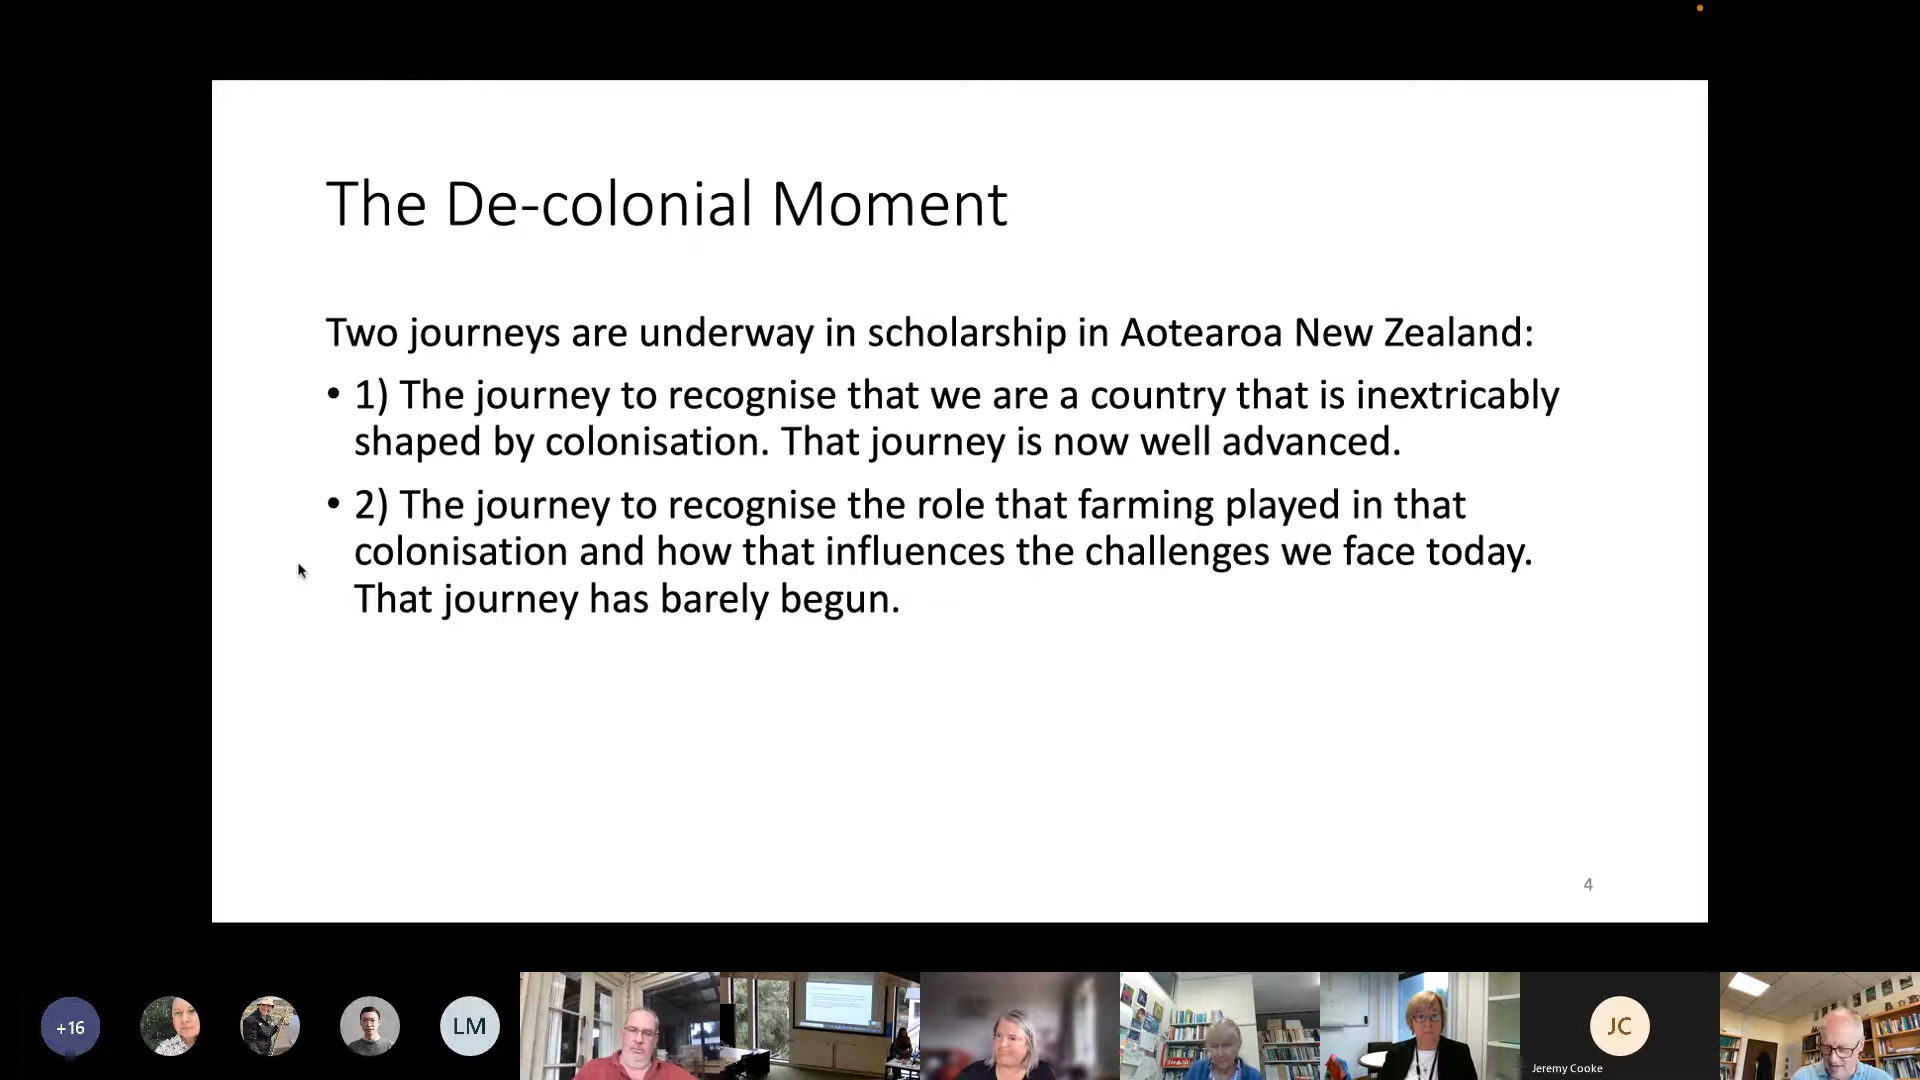 The De-colonial Moment
Two journeys are underway in scholarship in Aotearoa New Zealand:
• 1) The journey to recognise that we are a country that is inextricably
shaped by colonisation. That journey is now well advanced.
• 2) The journey to recognise the role that farming played in that
colonisation and how that influences the challenges we face today.
That journey has barely begun.
4
+16
LM
JC
Jeremy Cooke